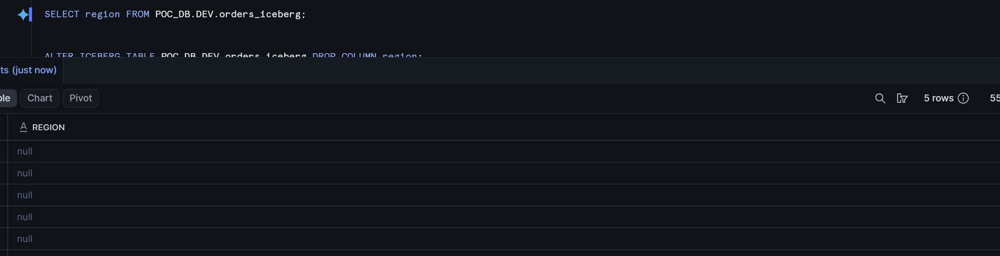 SELECT region FROM POC_DB.DEV.orders_iceberg;
ALTER ICEBERG TABLE POC_DB.DEV.orders_iceberg DROP COLUMN region;
ts (just now)
ble Chart Pivot 5 rows 55
A REGION
null
null
null
null
null